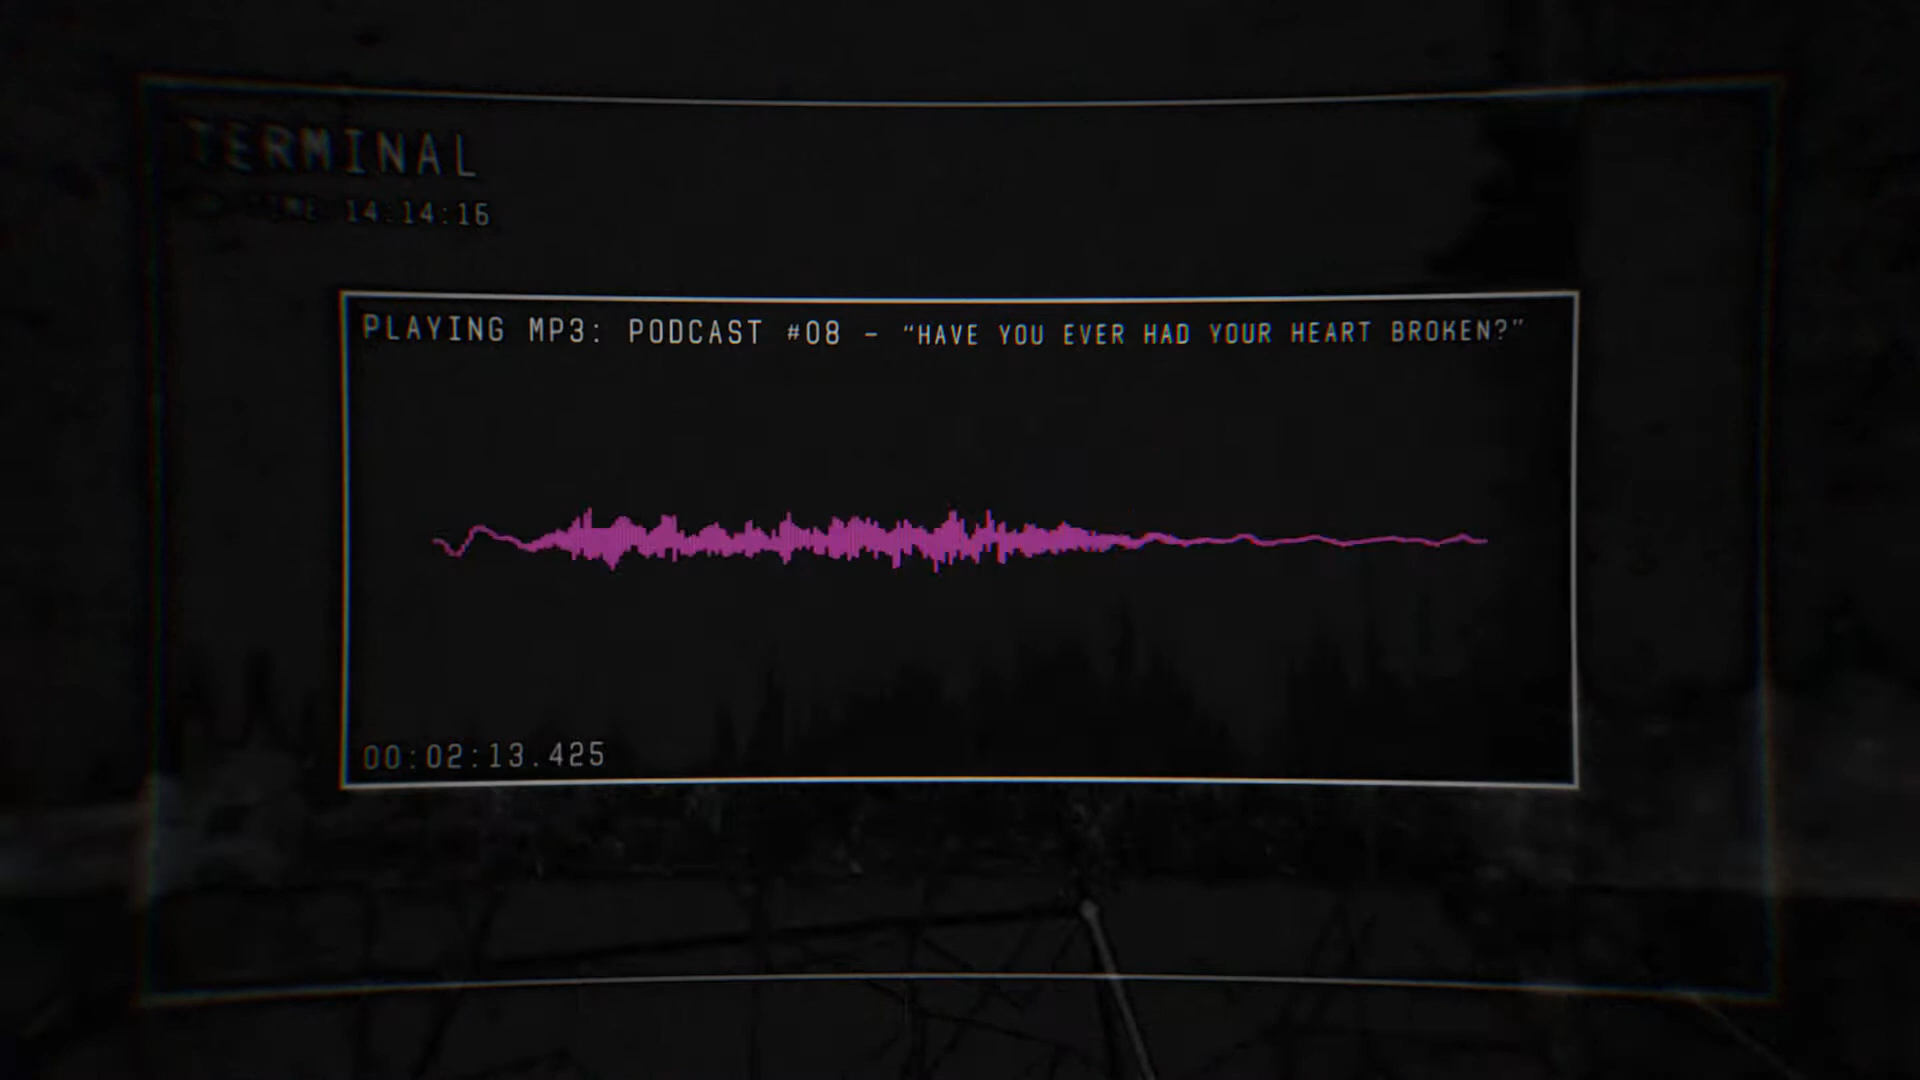 TERMINAL
14:14:16
PLAYING MP3: PODCAST #08 - “HAVE YOU EVER HAD YOUR HEART BROKEN?”
00:02:13.425